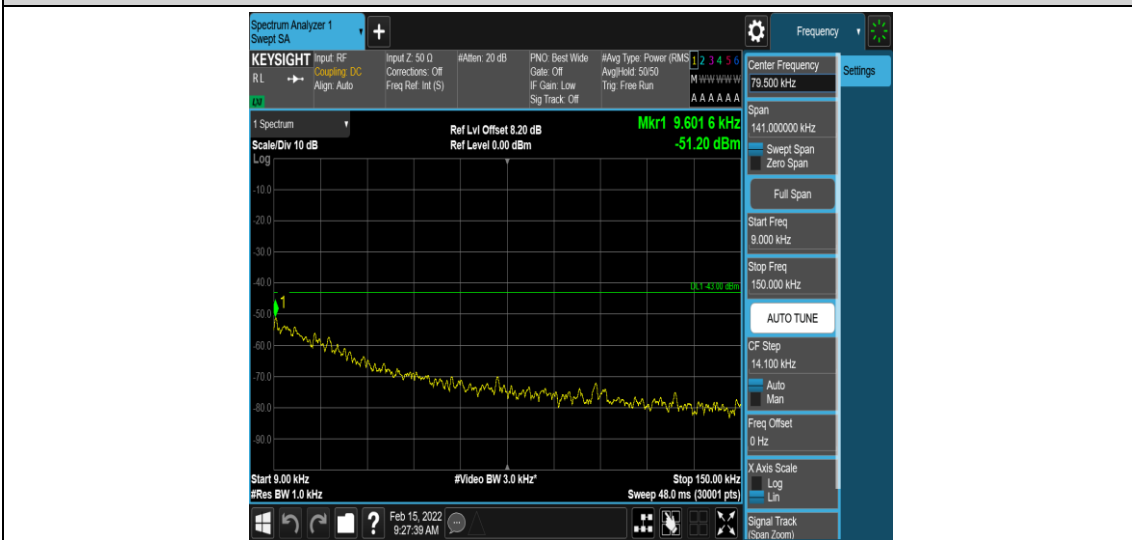 Spectrum Analyzer 1
Swept SA
+
Frequency
KEYSIGHT
Input: RF
Coupling: DC
Align: Auto
RL
LXI
Input Z: 50 Ω
Corrections: Off
Freq Ref: Int (S)
#Atten: 20 dB
PNO: Best Wide
Gate: Off
IF Gain: Low
Sig Track: Off
#Avg Type: Power (RMS
Avg|Hold: 50/50
Trig: Free Run
1 2 3 4 5 6
M W W W W W
A A A A A A
Center Frequency
79.500 kHz
Settings
Span
141.000000 kHz
Swept Span
Zero Span
Full Span
Start Freq
9.000 kHz
Stop Freq
150.000 kHz
AUTO TUNE
CF Step
14.100 kHz
Auto
Man
Freq Offset
0 Hz
X Axis Scale
Log
Lin
Signal Track
(Span Zoom)
1 Spectrum
Scale/Div 10 dB
Log
Ref Lvl Offset 8.20 dB
Ref Level 0.00 dBm
Mkr1 9.601 6 kHz
-51.20 dBm
-10.0
-20.0
-30.0
-40.0
DL1 -43.00 dBm
1
-50.0
-60.0
-70.0
-80.0
-90.0
Start 9.00 kHz
#Res BW 1.0 kHz
#Video BW 3.0 kHz*
Stop 150.00 kHz
Sweep 48.0 ms (30001 pts)
?
Feb 15, 2022
9:27:39 AM